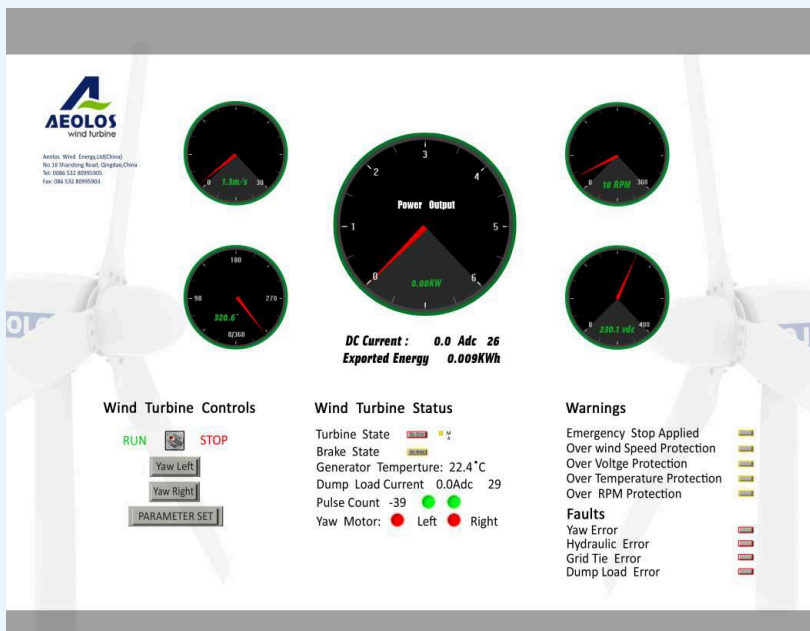 AEOLOS
wind turbine
Aeolos Wind Energy,Ltd(China)
No.16 Shandong Road, Qingdao,China
Tel: 0086 532 80995905
Fax: 086 532 80995903
0 1.3m/s 30
Power Output
0 1 2 3 4 5 6
0.00KW
0 10 RPM 300
180
90 270
320.6°
0/360
0 230.1 vdc 400
DC Current : 0.0 Adc 26
Exported Energy 0.009KWh
Wind Turbine Controls
RUN STOP
Yaw Left
Yaw Right
PARAMETER SET
Wind Turbine Status
Turbine State M
A
Brake State
Generator Temperture: 22.4°C
Dump Load Current 0.0Adc 29
Pulse Count -39
Yaw Motor: Left Right
Warnings
Emergency Stop Applied
Over wind Speed Protection
Over Voltge Protection
Over Temperature Protection
Over RPM Protection
Faults
Yaw Error
Hydraulic Error
Grid Tie Error
Dump Load Error